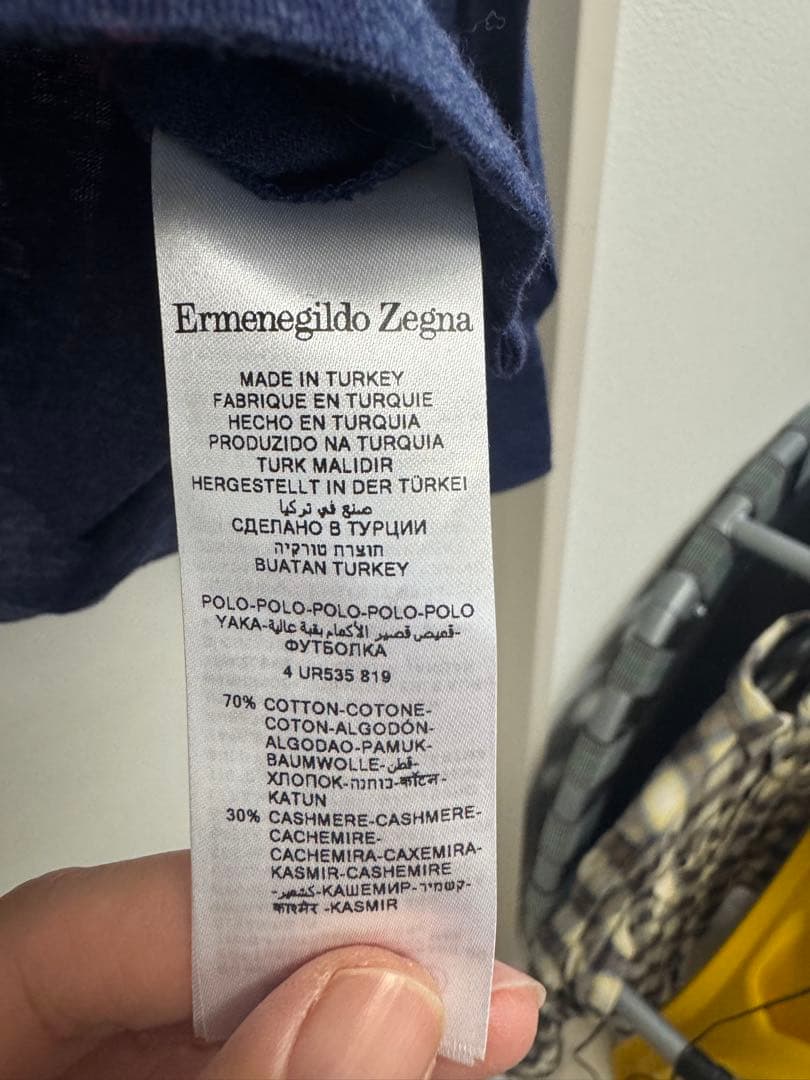 Ermenegildo Zegna
MADE IN TURKEY
FABRIQUE EN TURQUIE
HECHO EN TURQUIA
PRODUZIDO NA TURQUIA
TURK MALIDIR
HERGESTELLT IN DER TÜRKEI
صنع في تركيا
СДЕЛАНО В ТУРЦИИ
תוצרת טורקיה
BUATAN TURKEY
POLO-POLO-POLO-POLO-POLO
YAKA-قميص قصير الأكمام بقبة عالية-
ФУТБОЛКА
4 UR535 819
70% COTTON-COTONE-
COTON-ALGODÓN-
ALGODAO-PAMUK-
BAUMWOLLE-قطن-
ХЛОПОК-כותנה-कॉटन-
KATUN
30% CASHMERE-CASHMERE-
CACHEMIRE-
CACHEMIRA-CAXEMIRA-
KASMIR-CASHEMIRE
-كشمير-КАШЕМИР-קשמיר-
काश्मेर -KASMIR